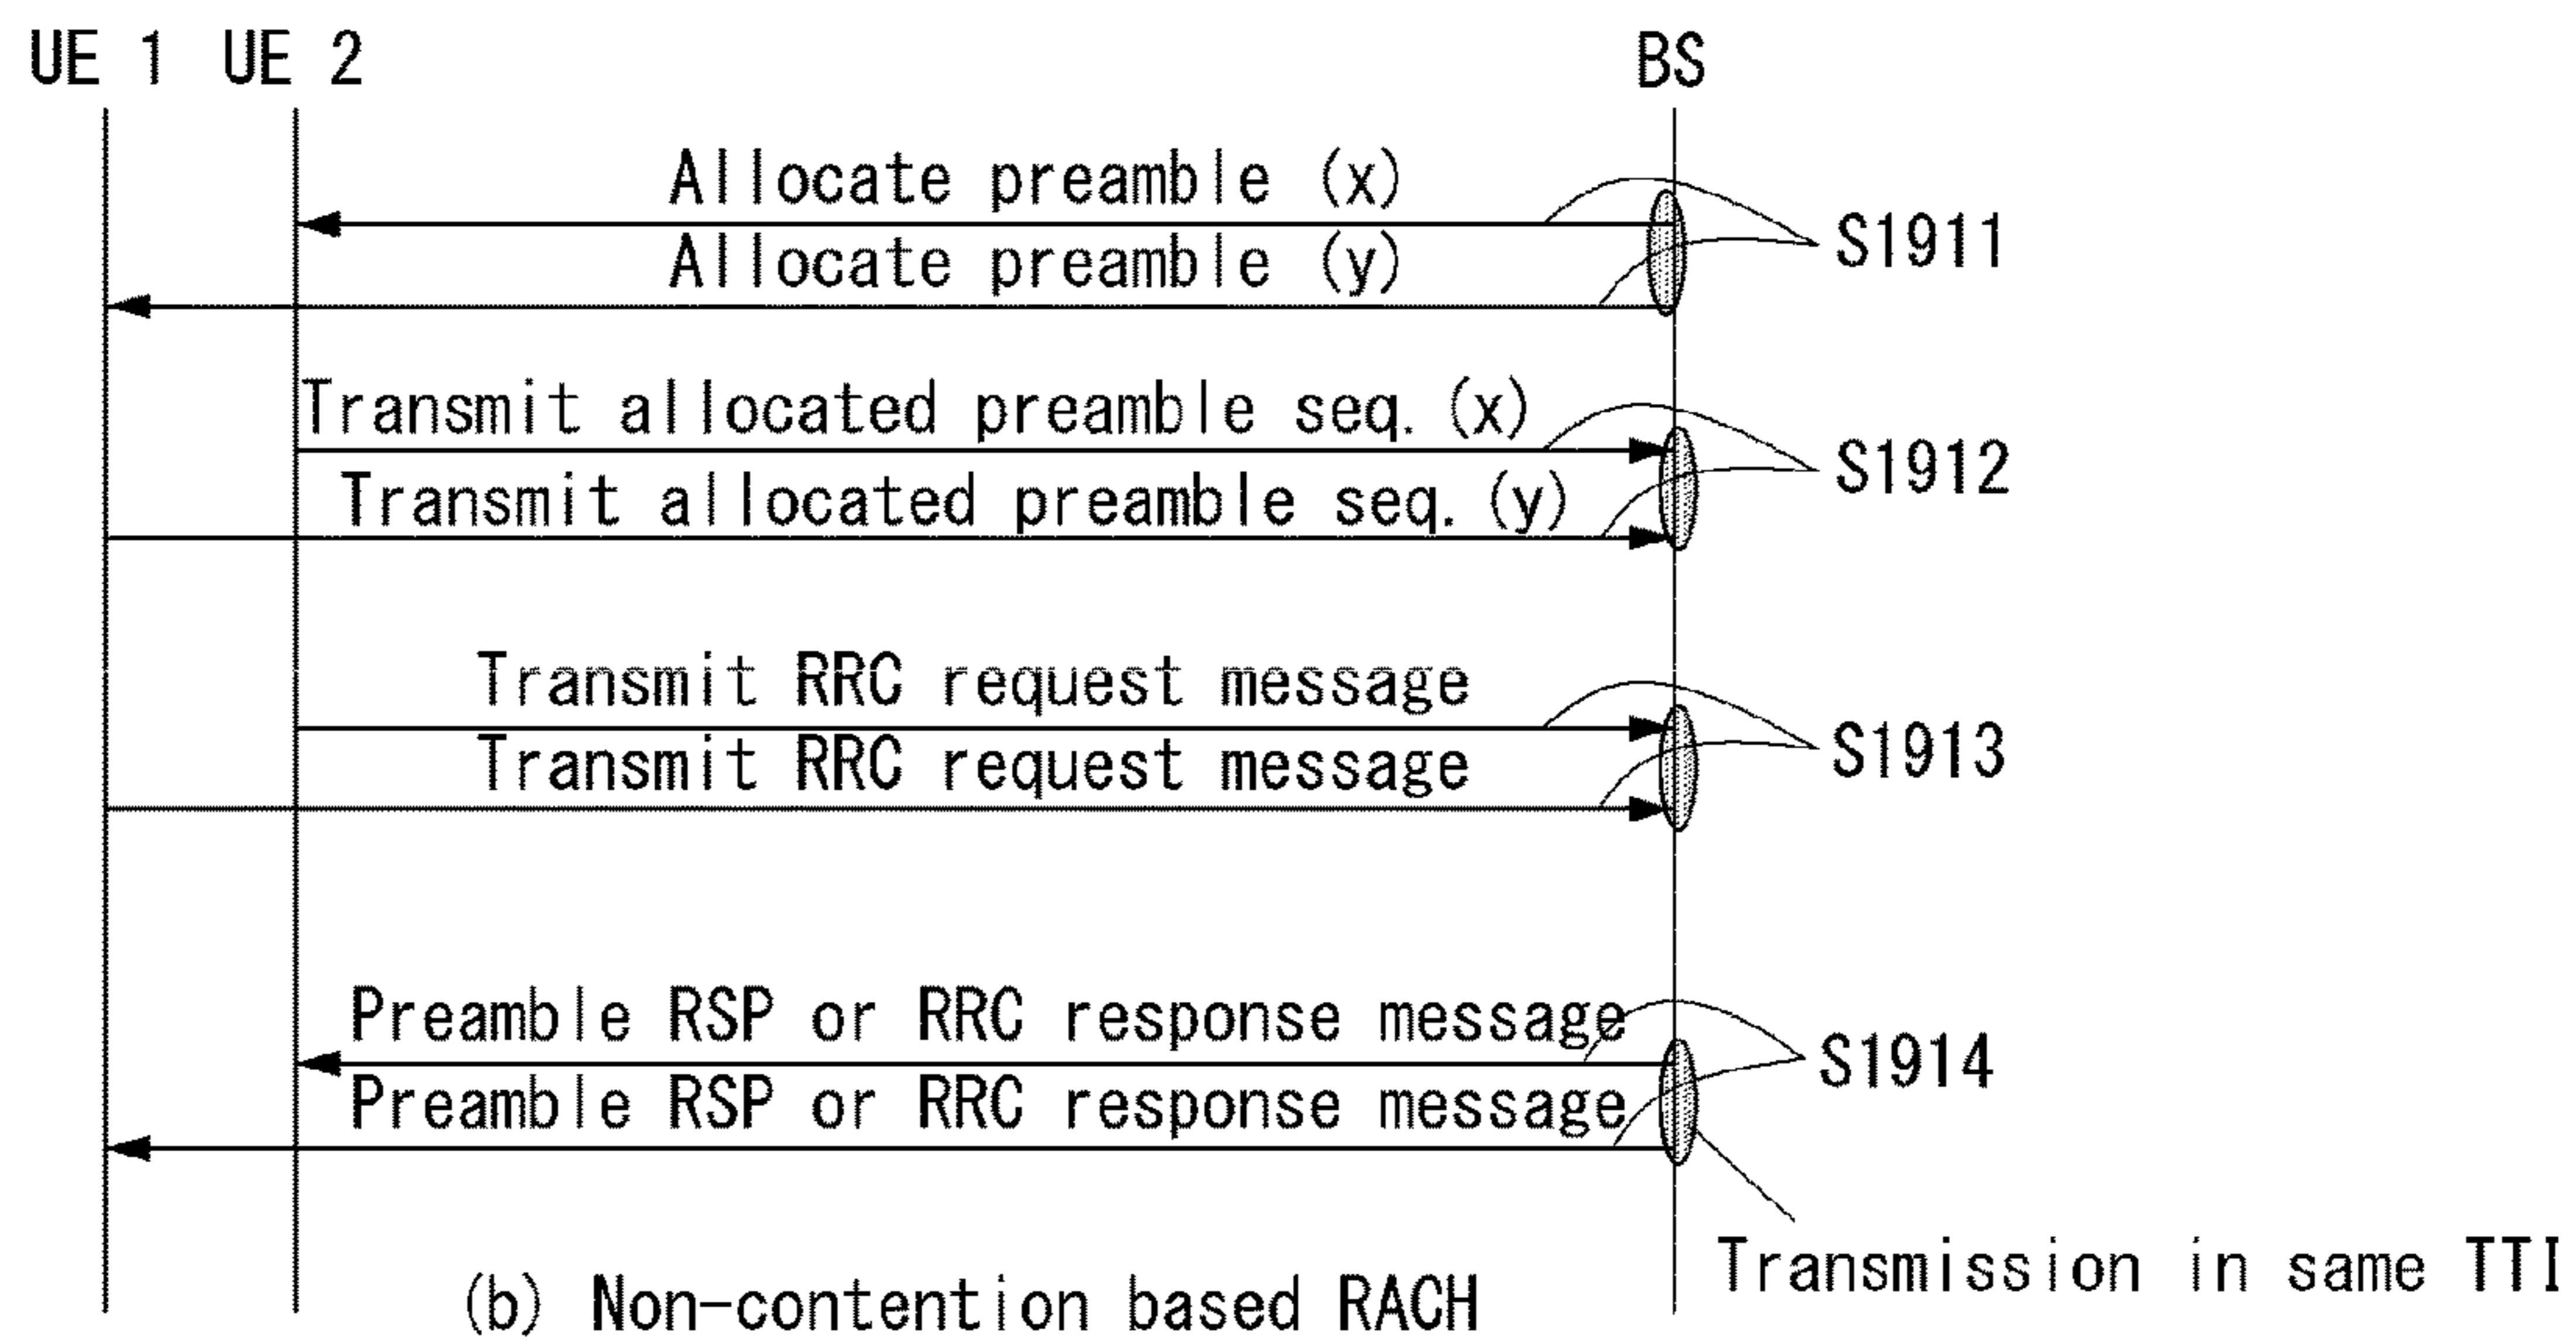 UE 1 UE 2 BS
Allocate preamble (x)
Allocate preamble (y)
S1911
Transmit allocated preamble seq. (x)
Transmit allocated preamble seq. (y)
S1912
Transmit RRC request message
Transmit RRC request message
S1913
Preamble RSP or RRC response message
Preamble RSP or RRC response message
S1914
Transmission in same TTI
(b) Non-contention based RACH